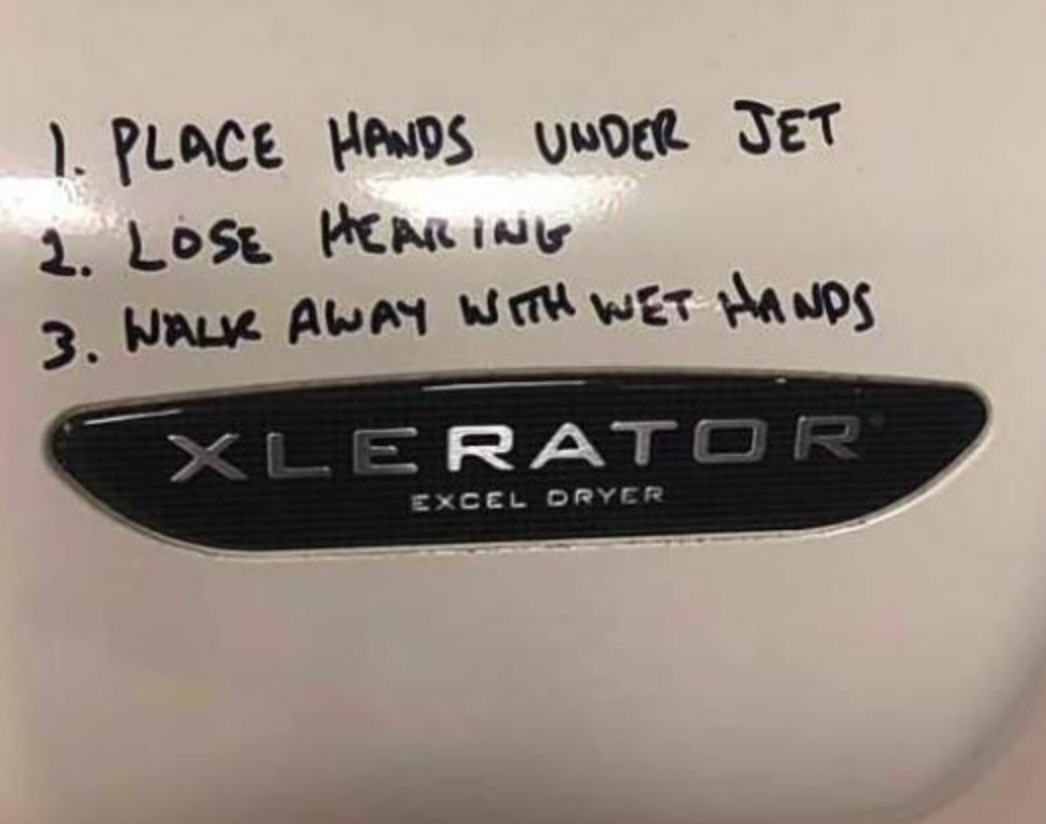 1. PLACE HANDS UNDER JET
2. LOSE HEARING
3. WALK AWAY WITH WET HANDS
XLERATOR®
EXCEL DRYER